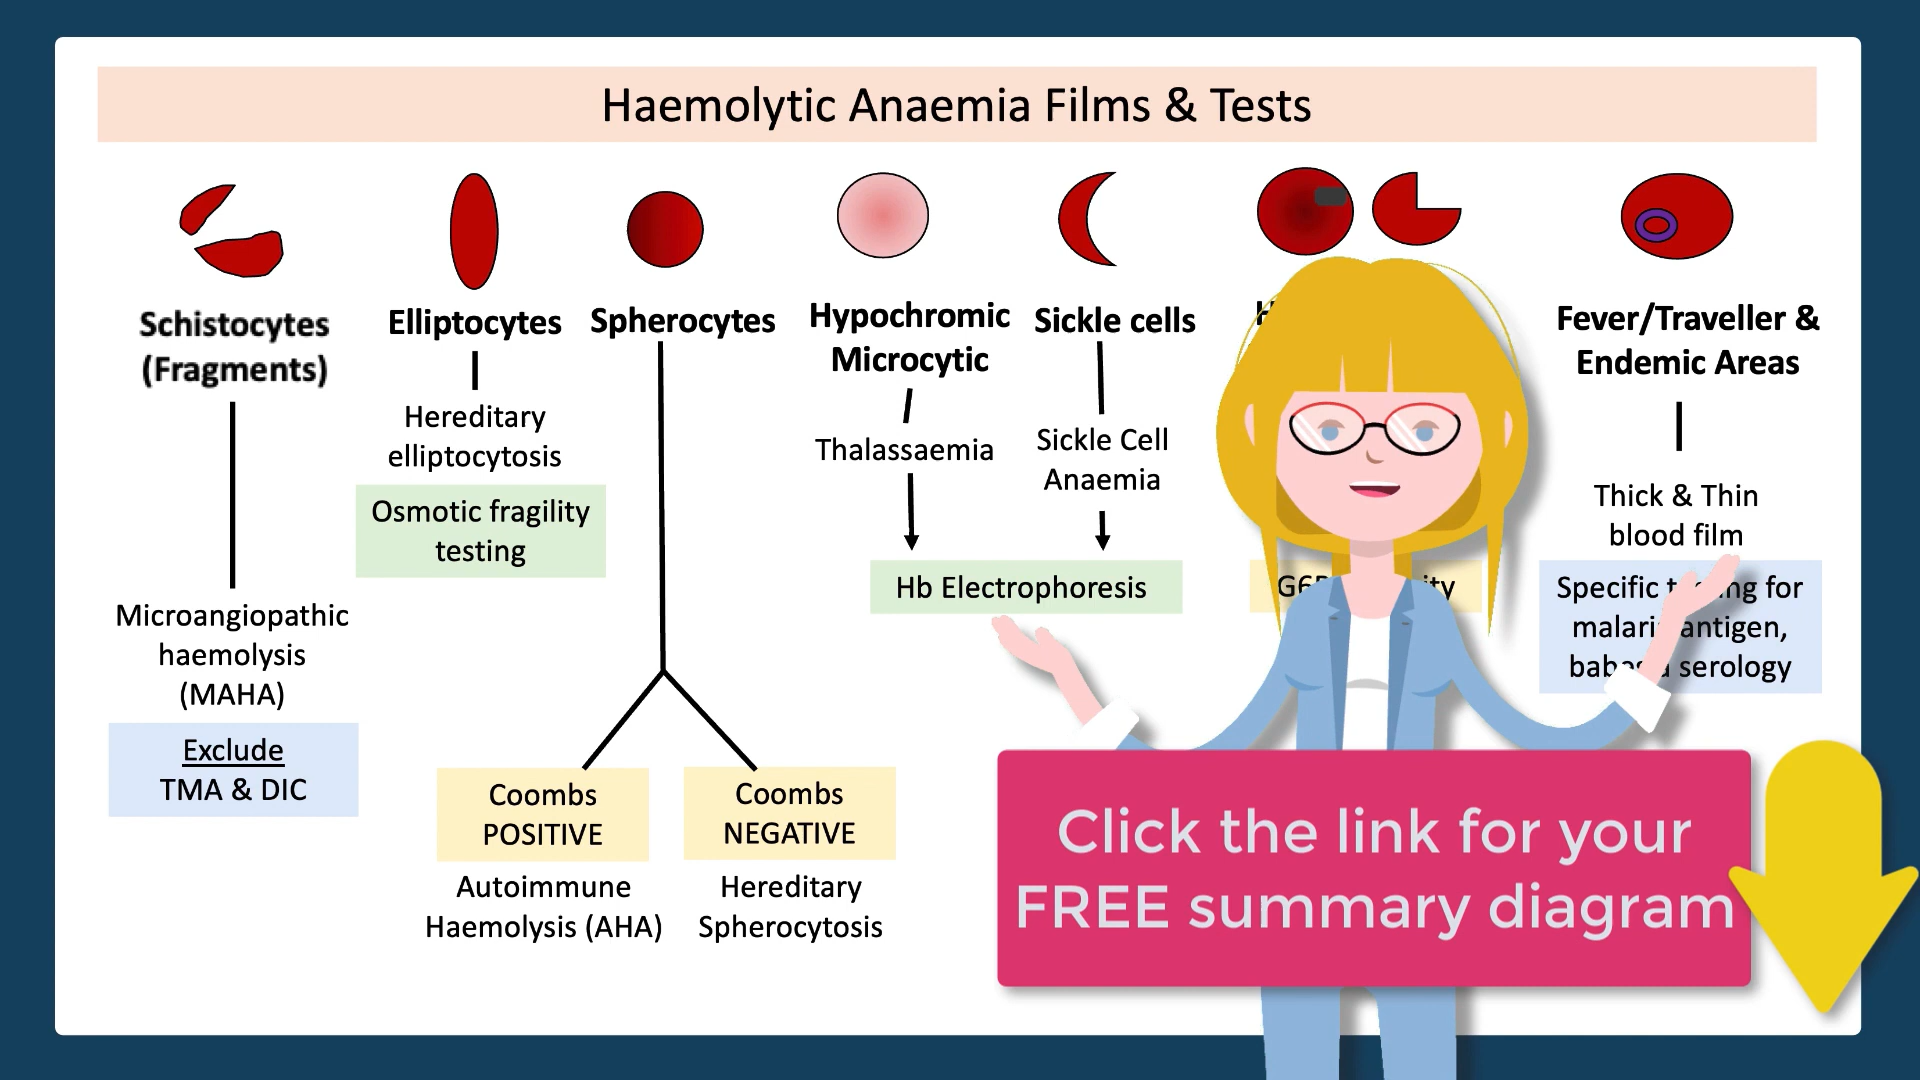 Haemolytic Anaemia Films & Tests
Schistocytes
(Fragments)
Microangiopathic
haemolysis
(MAHA)
Exclude
TMA & DIC
Elliptocytes
Hereditary
elliptocytosis
Osmotic fragility
testing
Spherocytes
Coombs
POSITIVE
Autoimmune
Haemolysis (AHA)
Coombs
NEGATIVE
Hereditary
Spherocytosis
Hypochromic
Microcytic
Thalassaemia
Sickle cells
Sickle Cell
Anaemia
Hb Electrophoresis
Fever/Traveller &
Endemic Areas
Thick & Thin
blood film
Specific for
antigen,
serology
Click the link for your
FREE summary diagram